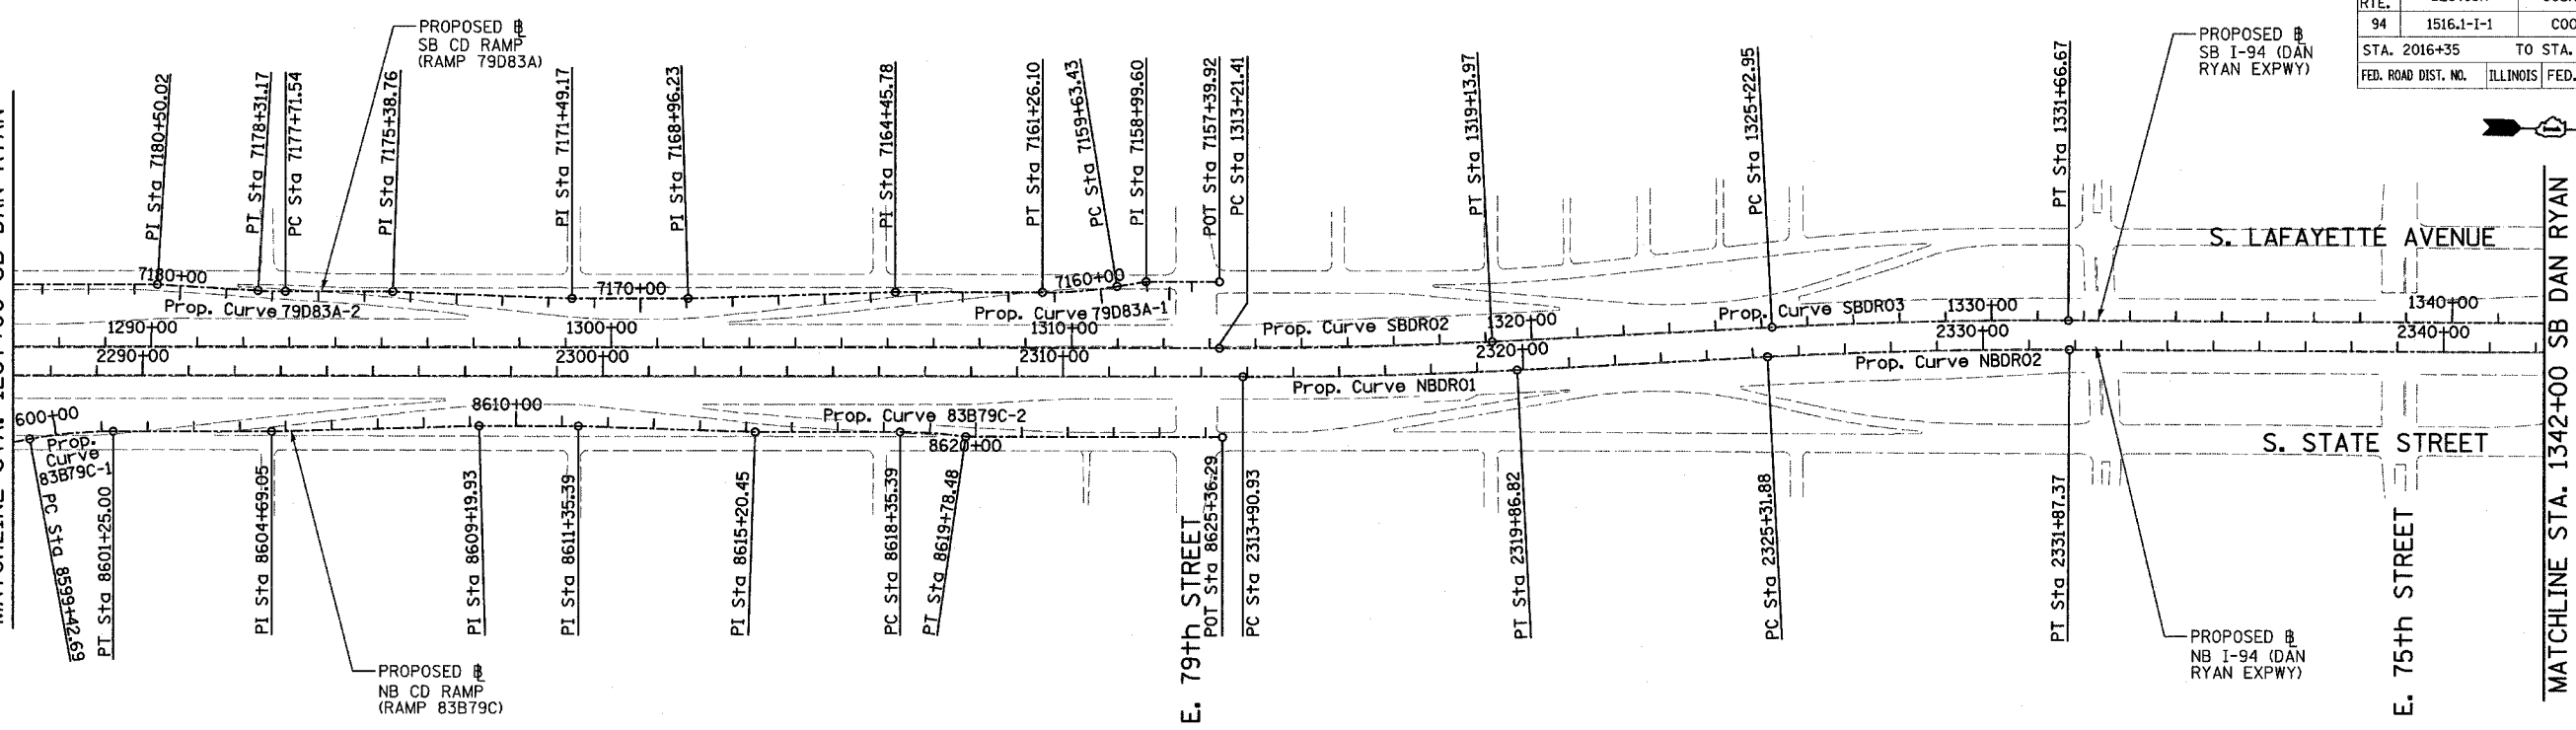 RTE.
94 1516.1-I-1 COO
STA. 2016+35 TO STA.
FED. ROAD DIST. NO. ILLINOIS FED.
PROPOSED B
SB CD RAMP
(RAMP 79D83A)
PROPOSED B
SB I-94 (DAN
RYAN EXPWY)
PI Sta 7180+50.02
PT Sta 7178+31.17
PC Sta 7177+71.54
PI Sta 7175+38.76
PI Sta 7171+49.17
PI Sta 7168+96.23
PI Sta 7164+45.78
PT Sta 7161+26.10
PC Sta 7159+63.43
PI Sta 7158+99.60
POT Sta 7157+39.92
PC Sta 1313+21.41
PT Sta 1319+13.97
PC Sta 1325+22.95
PT Sta 1331+66.67
S. LAFAYETTE AVENUE
7180+00
7170+00
7160+00
Prop. Curve 79D83A-2
Prop. Curve 79D83A-1
1290+00
1300+00
1310+00
Prop. Curve SBDR02
1320+00
Prop. Curve SBDR03
1330+00
1340+00
2290+00
2300+00
2310+00
2320+00
2330+00
2340+00
Prop. Curve NBDR01
Prop. Curve NBDR02
600+00
8610+00
Prop. Curve 83B79C-2
8620+00
Prop.
Curve
83B79C-1
S. STATE STREET
PC Sta 8599+42.69
PT Sta 8601+25.00
PI Sta 8604+69.05
PI Sta 8609+19.93
PI Sta 8611+35.39
PI Sta 8615+20.45
PC Sta 8618+35.39
PT Sta 8619+78.48
E. 79th STREET
POT Sta 8625+36.29
PC Sta 2313+90.93
PT Sta 2319+86.82
PC Sta 2325+31.88
PT Sta 2331+87.37
E. 75th STREET
MATCHLINE STA. 1342+00 SB DAN RYAN
PROPOSED B
NB CD RAMP
(RAMP 83B79C)
PROPOSED B
NB I-94 (DAN
RYAN EXPWY)